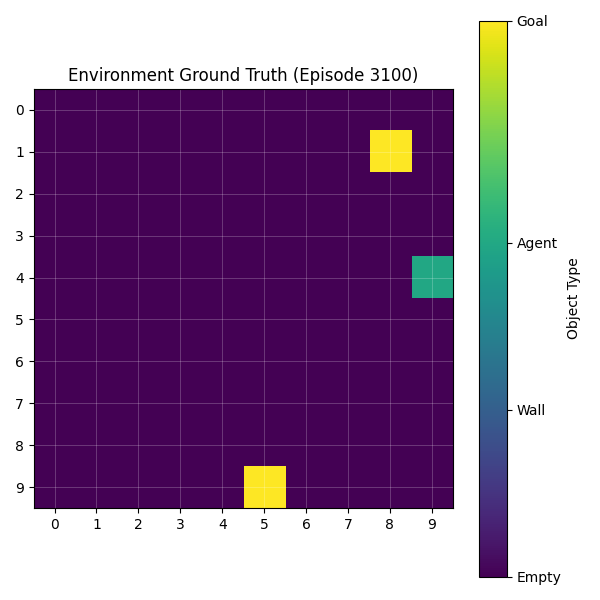 Environment Ground Truth (Episode 3100)
0
1
2
3
4
5
6
7
8
9
0 1 2 3 4 5 6 7 8 9
Goal
Agent
Wall
Empty
Object Type